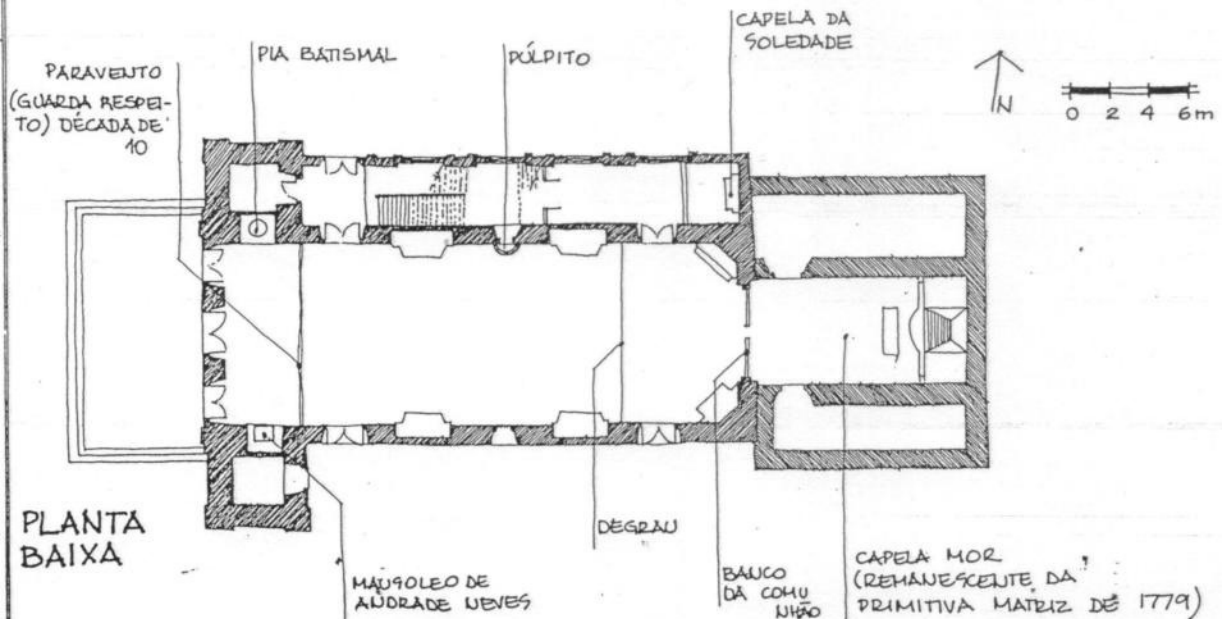 CAPELA DA
SOLEDADE
PIA BATISMAL
PÚLPITO
PARAVENTO
(GUARDA RESPEI-
TO) DÉCADA DE
10
N
0 2 4 6m
PLANTA
BAIXA
DEGRAU
MAUSOLEO DE
ANDRADE NEVES
BANCO
DA COMU
NHÃO
CAPELA MOR
(REMANESCENTE DA
PRIMITIVA MATRIZ DE 1779)